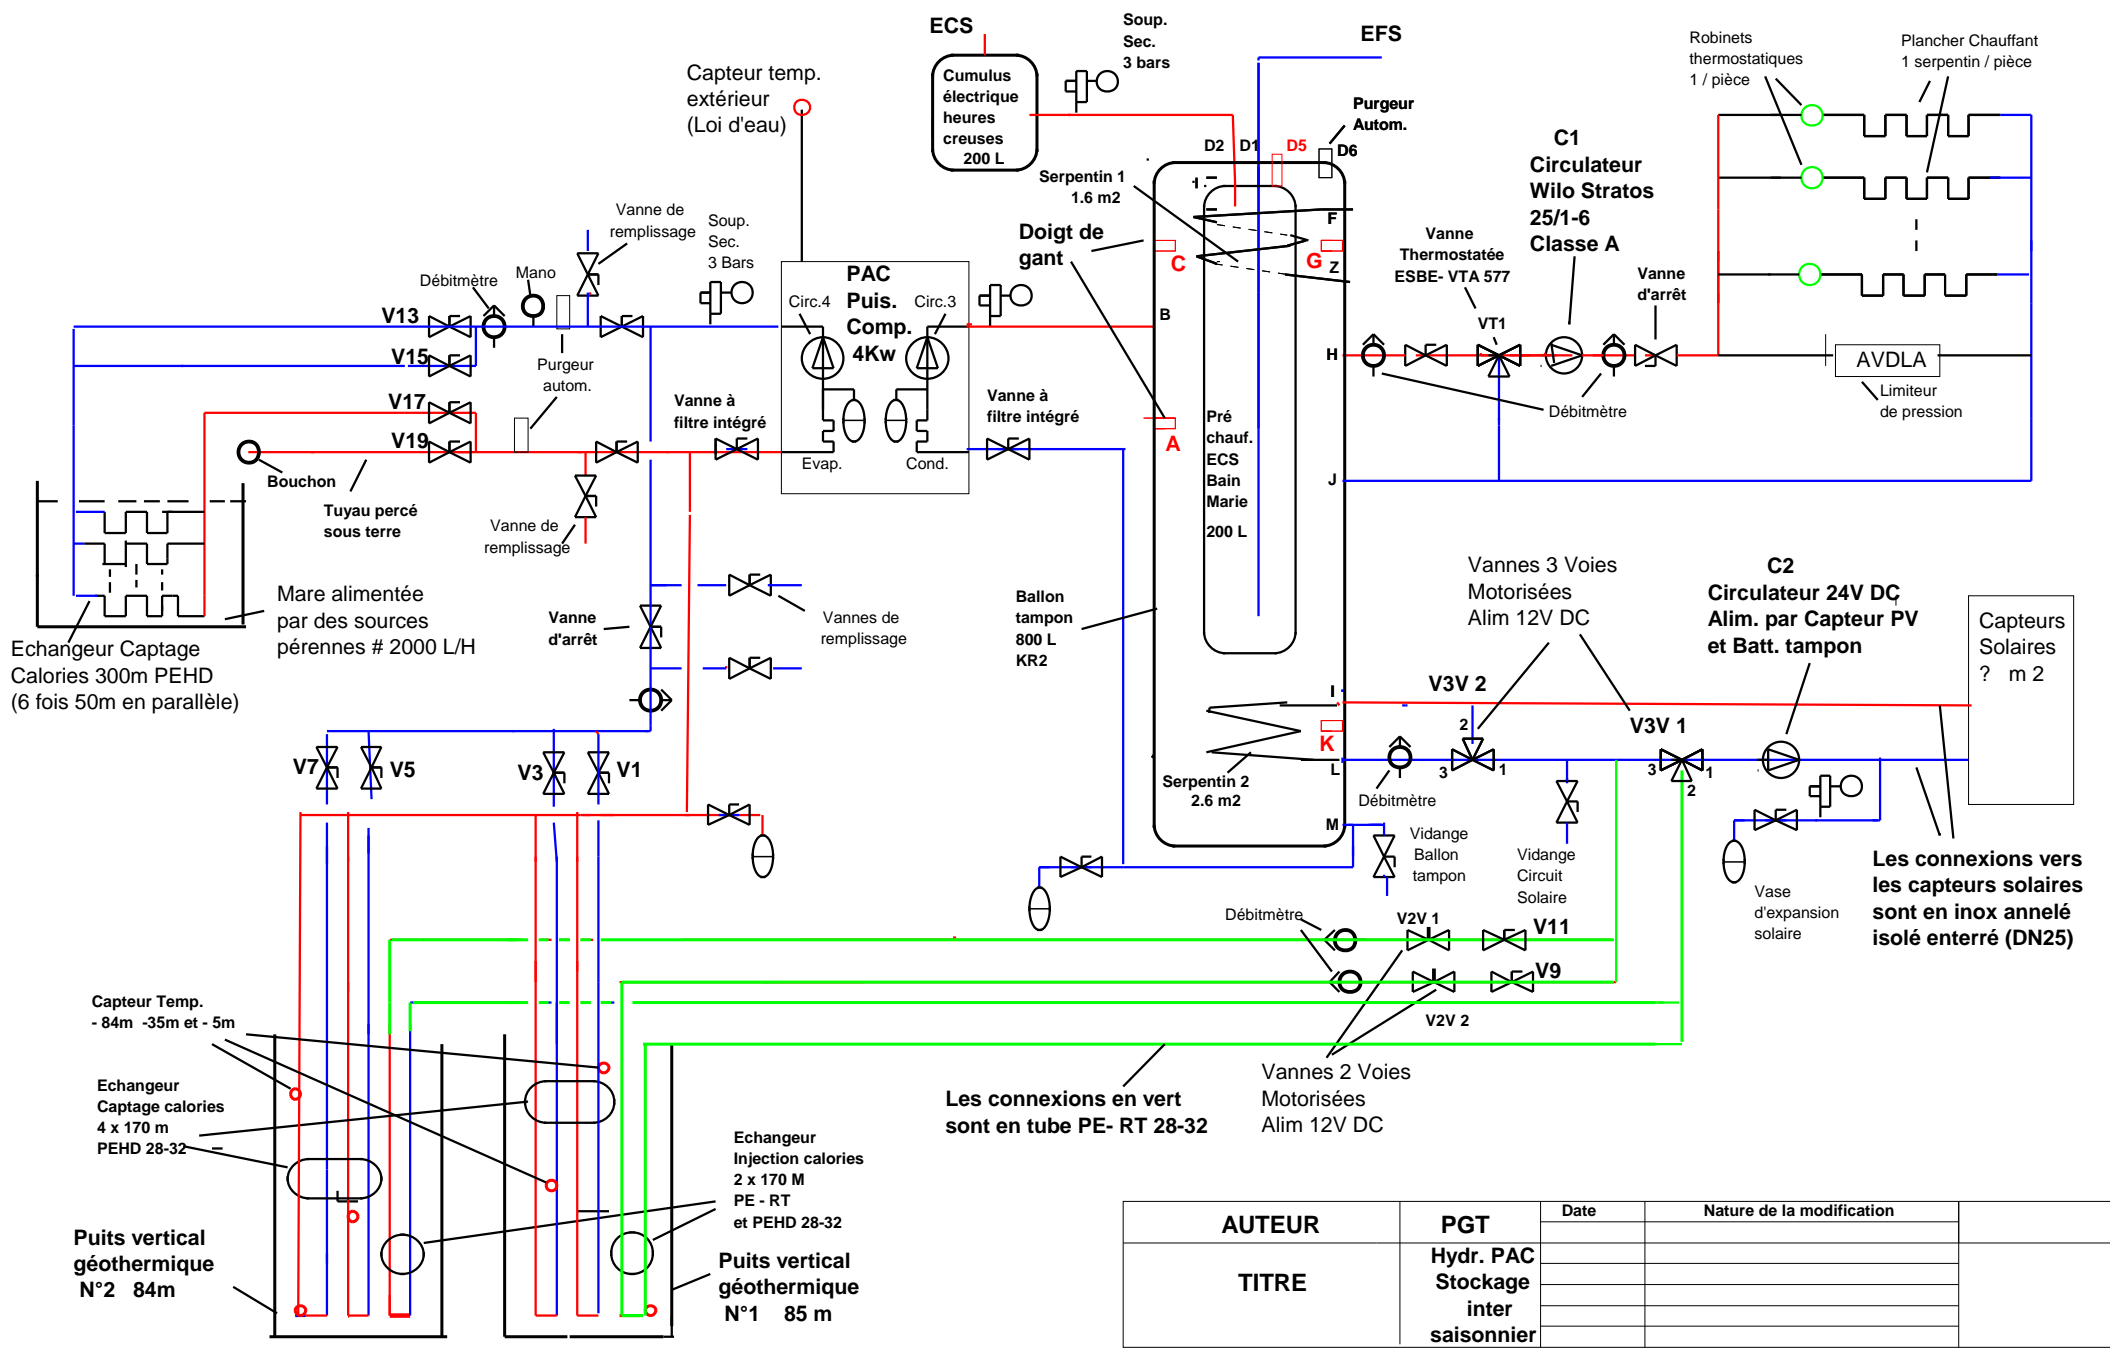 ECS
Cumulus
électrique
heures
creuses
200 L
Soup.
Sec.
3 bars
EFS
Purgeur
Autom.
D2
D1
D5
D6
Robinets
thermostatiques
1 / pièce
Plancher Chauffant
1 serpentin / pièce
Capteur temp.
extérieur
(Loi d'eau)
C1
Circulateur
Wilo Stratos
25/1-6
Classe A
Serpentin 1
1.6 m2
Vanne de
remplissage
Soup.
Sec.
3 Bars
Doigt de
gant
C
G
F
Z
Vanne
Thermostatée
ESBE- VTA 577
VT1
Vanne
d'arrêt
Débitmètre
Mano
PAC
Puis.
Comp.
4Kw
Circ.4
Circ.3
B
V13
V15
V17
V19
Purgeur
autom.
H
AVDLA
Limiteur
de pression
Débitmètre
Vanne à
filtre intégré
Vanne à
filtre intégré
Evap.
Cond.
A
Pré
chauf.
ECS
Bain
Marie
200 L
J
Bouchon
Tuyau percé
sous terre
Vanne de
remplissage
Mare alimentée
par des sources
pérennes # 2000 L/H
Echangeur Captage
Calories 300m PEHD
(6 fois 50m en parallèle)
Vanne
d'arrêt
Vannes de
remplissage
Ballon
tampon
800 L
KR2
Vannes 3 Voies
Motorisées
Alim 12V DC
C2
Circulateur 24V DC
Alim. par Capteur PV
et Batt. tampon
Capteurs
Solaires
? m 2
I
V3V 2
V3V 1
K
L
2
3
1
3
1
2
Serpentin 2
2.6 m2
Débitmètre
M
Vidange
Ballon
tampon
Vidange
Circuit
Solaire
Vase
d'expansion
solaire
Les connexions vers
les capteurs solaires
sont en inox annelé
isolé enterré (DN25)
V7
V5
V3
V1
Débitmètre
V2V 1
V11
V9
V2V 2
Capteur Temp.
- 84m -35m et - 5m
Echangeur
Captage calories
4 x 170 m
PEHD 28-32
Vannes 2 Voies
Motorisées
Alim 12V DC
Les connexions en vert
sont en tube PE- RT 28-32
Echangeur
Injection calories
2 x 170 M
PE - RT
et PEHD 28-32
Puits vertical
géothermique
N°2 84m
Puits vertical
géothermique
N°1 85 m
AUTEUR
PGT
Date
Nature de la modification
TITRE
Hydr. PAC
Stockage
inter
saisonnier